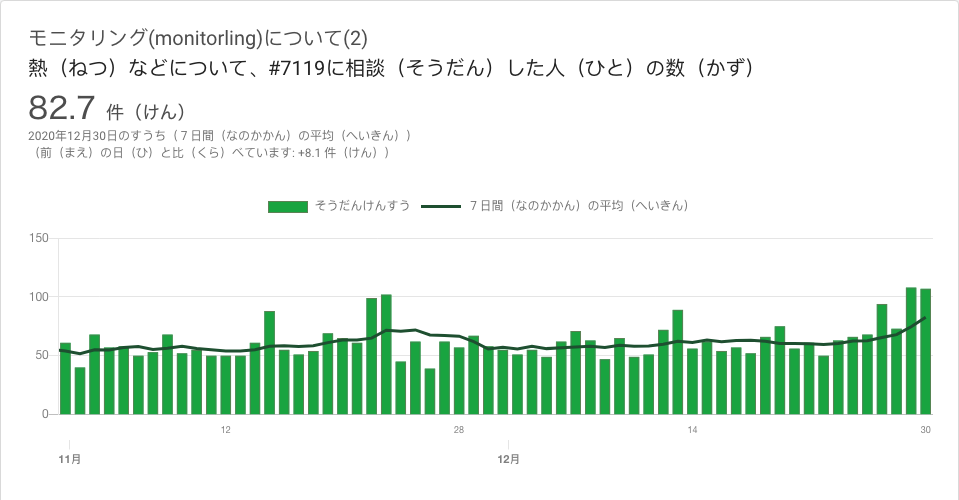 モニタリング(monitorling)について(2)
熱（ねつ）などについて、#7119に相談（そうだん）した人（ひと）の数（かず）
82.7 件（けん）
2020年12月30日のすうち（７日間（なのかかん）の平均（へいきん））
（前（まえ）の日（ひ）と比（くら）べています: +8.1 件（けん））
そうだんけんすう ７日間（なのかかん）の平均（へいきん）
150
100
50
0
12 28 14 30
11月 12月